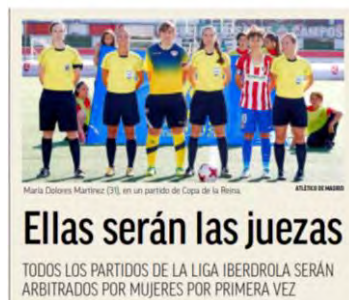 CAMPOS
María Dolores Martínez (31), en un partido de Copa de la Reina.
ATLÉTICO DE MADRID
Ellas serán las juezas
TODOS LOS PARTIDOS DE LA LIGA IBERDROLA SERÁN
ARBITRADOS POR MUJERES POR PRIMERA VEZ